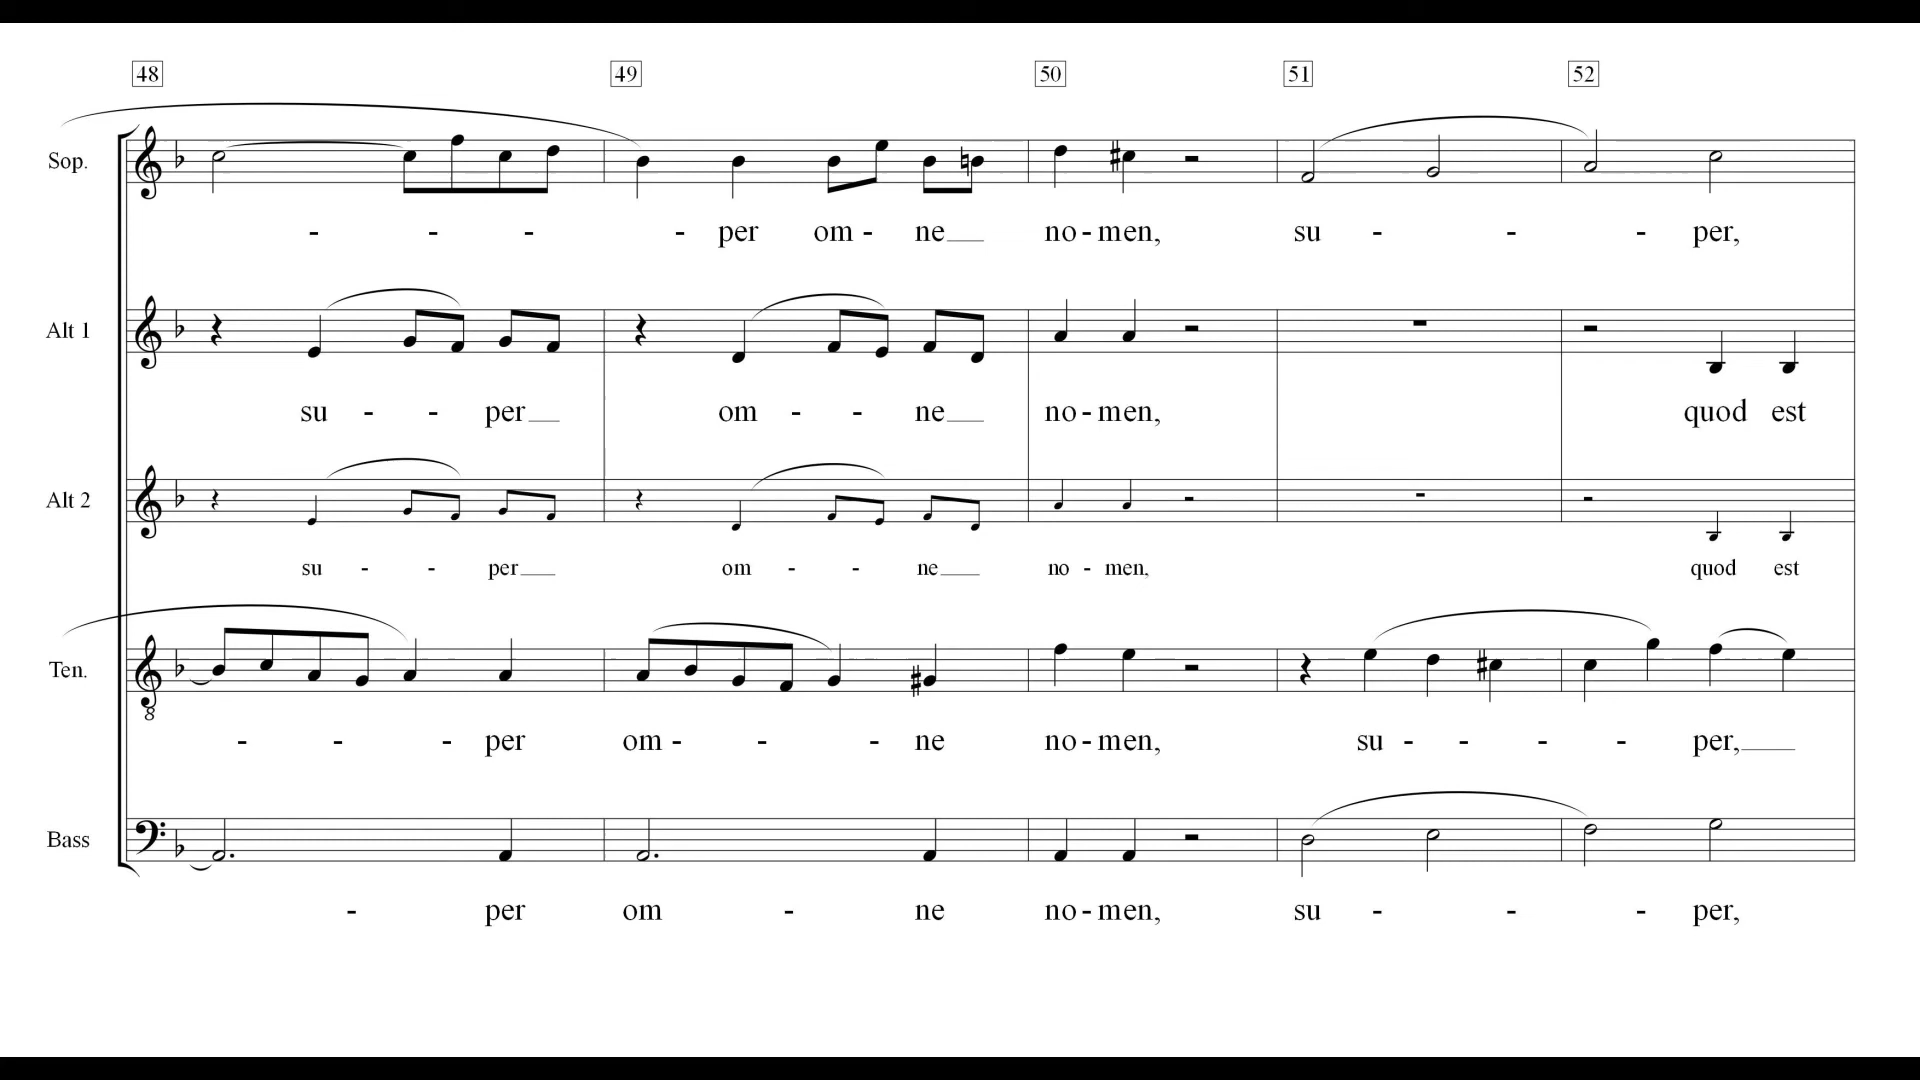 48 49 50 51 52
Sop.
- - - - per om - ne no - men, su - - - per,
Alt 1
su - - per om - - ne no - men, quod est
Alt 2
su - - per om - - ne no - men, quod est
Ten.
8
- - - per om - - - ne no - men, su - - - - per,
Bass
- per om - ne no - men, su - - - per,